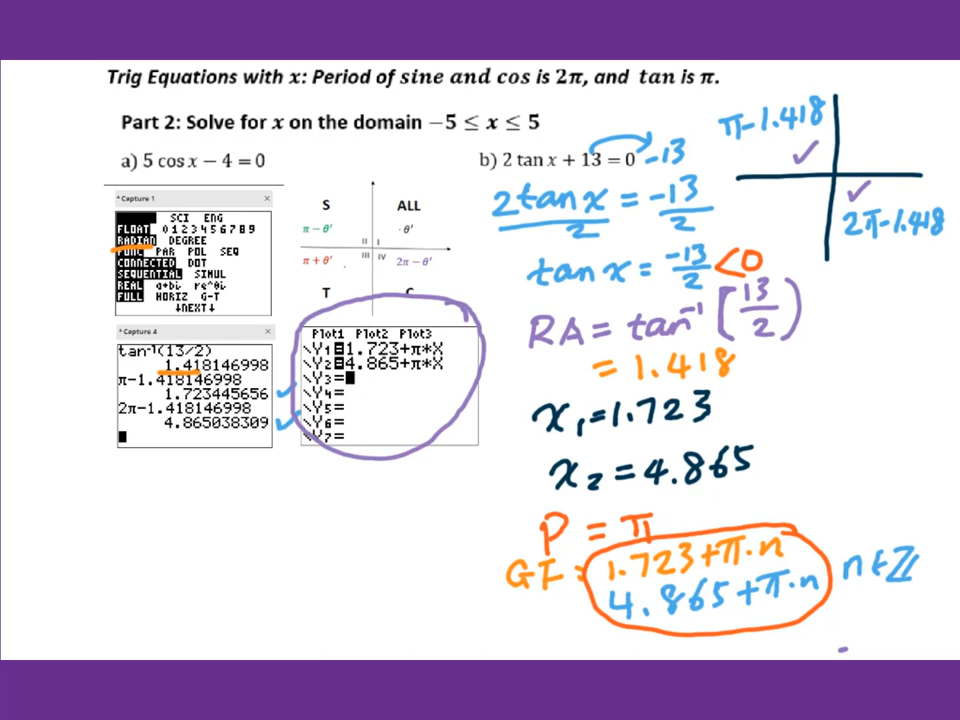 Trig Equations with x: Period of sine and cos is 2π, and tan is π.
Part 2: Solve for x on the domain −5 ≤ x ≤ 5
a) 5 cos x − 4 = 0
* Capture 1 ×
SCI ENG
FLOAT 0 1 2 3 4 5 6 7 8 9
RADIAN DEGREE
FUNC PAR POL SEQ
CONNECTED DOT
SEQUENTIAL SIMUL
REAL a+bi re^θi
FULL HORIZ G-T
↓NEXT↓
S ALL
π − θ' θ'
II I
III IV
π + θ' 2π − θ'
T C
* Capture 4 ×
tan⁻¹(13/2)
1.418146998
π-1.418146998
1.723445656
2π-1.418146998
4.865038309
Plot1 Plot2 Plot3
\Y1=1.723+π*X
\Y2=4.865+π*X
\Y3=
\Y4=
\Y5=
\Y6=
\Y7=
b) 2 tan x + 13 = 0 -13
2tan x = -13
2 2
tan x = -13/2 <0
RA = tan⁻¹ [13/2)
= 1.418
x₁=1.723
x₂=4.865
P = π
GF: 1.723+π·n
4.865+π·n n∈ℤ
π-1.418
✓
✓
2π-1.418